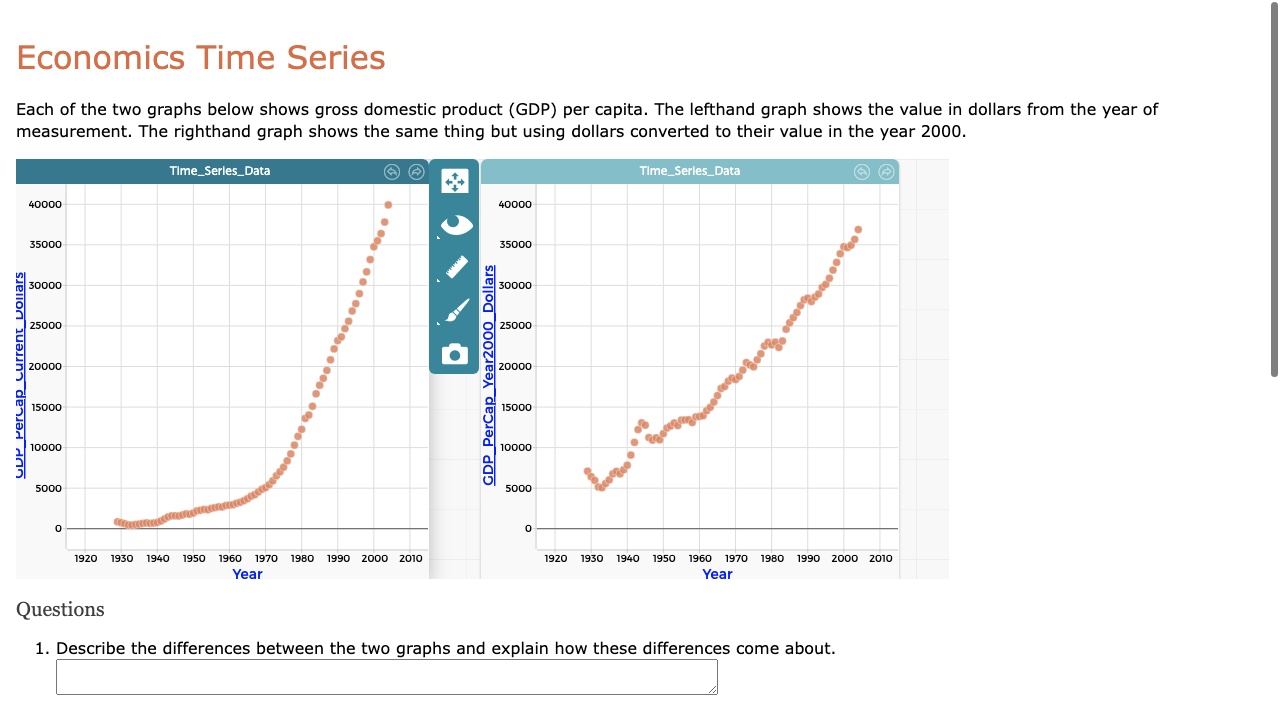 Economics Time Series
Each of the two graphs below shows gross domestic product (GDP) per capita. The lefthand graph shows the value in dollars from the year of
measurement. The righthand graph shows the same thing but using dollars converted to their value in the year 2000.
Time_Series_Data
40000
35000
30000
25000
20000
15000
10000
5000
0
GDP_PerCap_Current_Dollars
1920 1930 1940 1950 1960 1970 1980 1990 2000 2010
Year
Time_Series_Data
40000
35000
30000
25000
20000
15000
10000
5000
0
GDP_PerCap_Year2000_Dollars
1920 1930 1940 1950 1960 1970 1980 1990 2000 2010
Year
Questions
1. Describe the differences between the two graphs and explain how these differences come about.